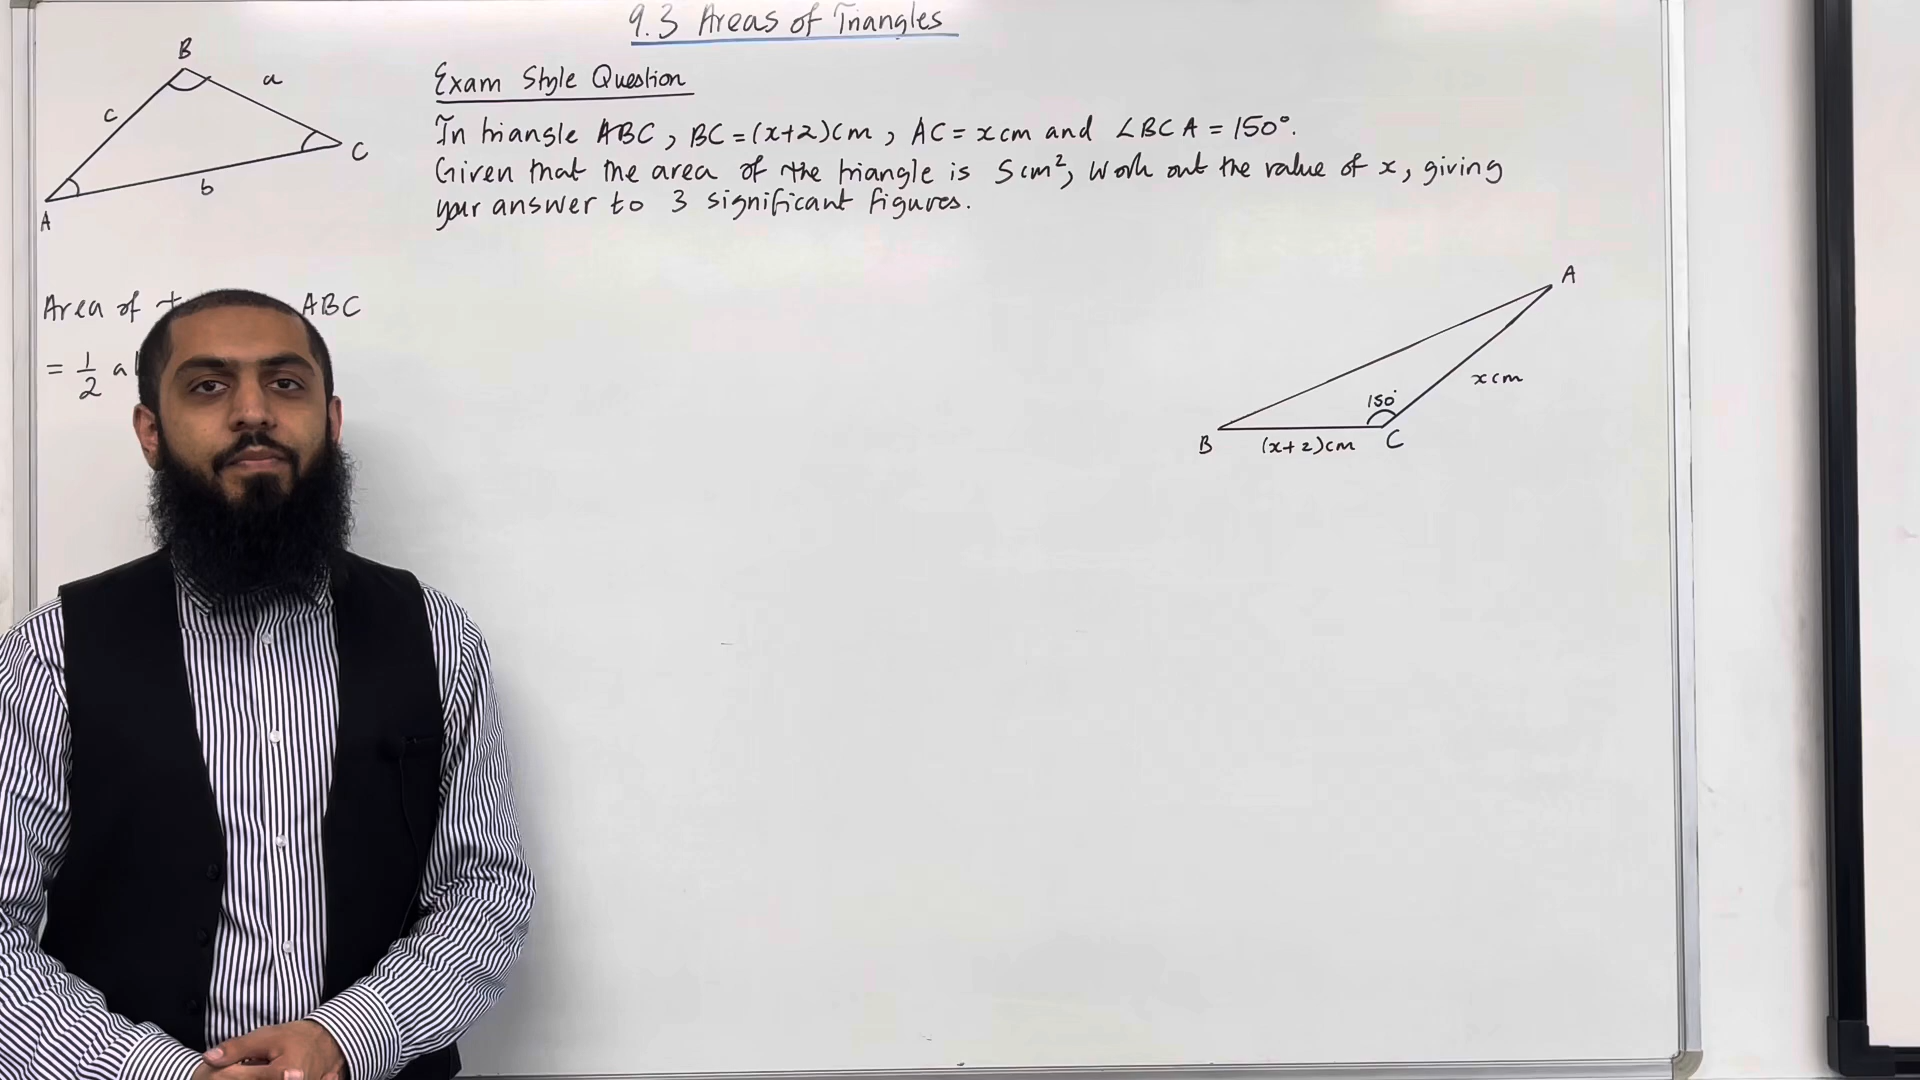 9.3 Areas of Triangles
B
a
c
C
b
A
Exam Style Question
In triangle ABC, BC = (x+2)cm, AC = x cm and ∠BCA = 150°.
Given that the area of the triangle is 5cm², Work out the value of x, giving
your answer to 3 significant figures.
Area of ABC
= 1/2 a
A
x cm
150°
B
(x+2)cm
C